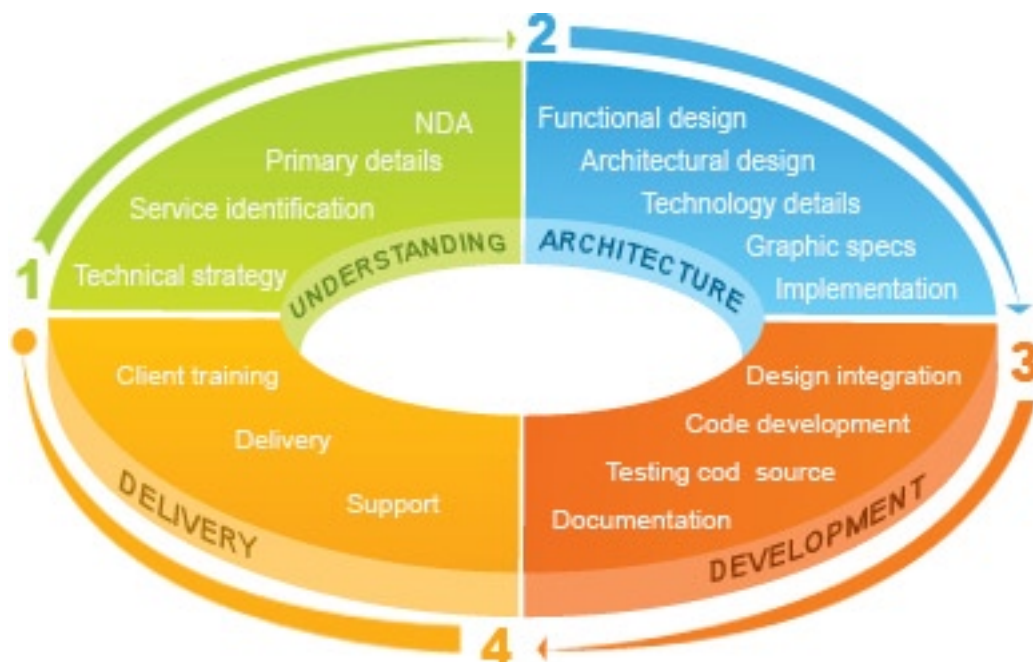 1
NDA
Primary details
Service identification
Technical strategy
UNDERSTANDING
2
Functional design
Architectural design
Technology details
Graphic specs
Implementation
ARCHITECTURE
3
Design integration
Code development
Testing cod source
Documentation
DEVELOPMENT
4
Client training
Delivery
Support
DELIVERY